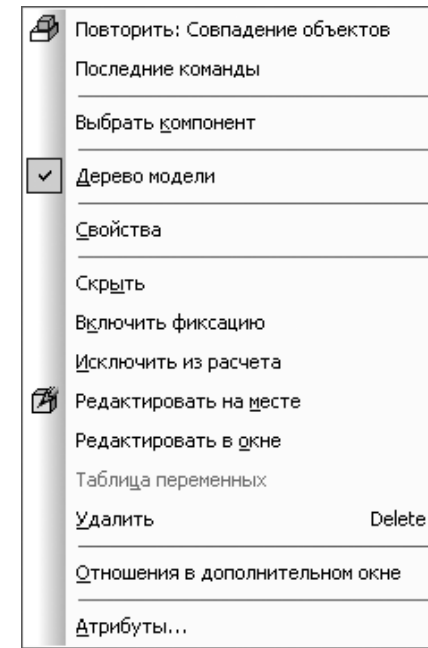 Повторить: Совпадение объектов
Последние команды
Выбрать компонент
Дерево модели
Свойства
Скрыть
Включить фиксацию
Исключить из расчета
Редактировать на месте
Редактировать в окне
Таблица переменных
Удалить Delete
Отношения в дополнительном окне
Атрибуты...